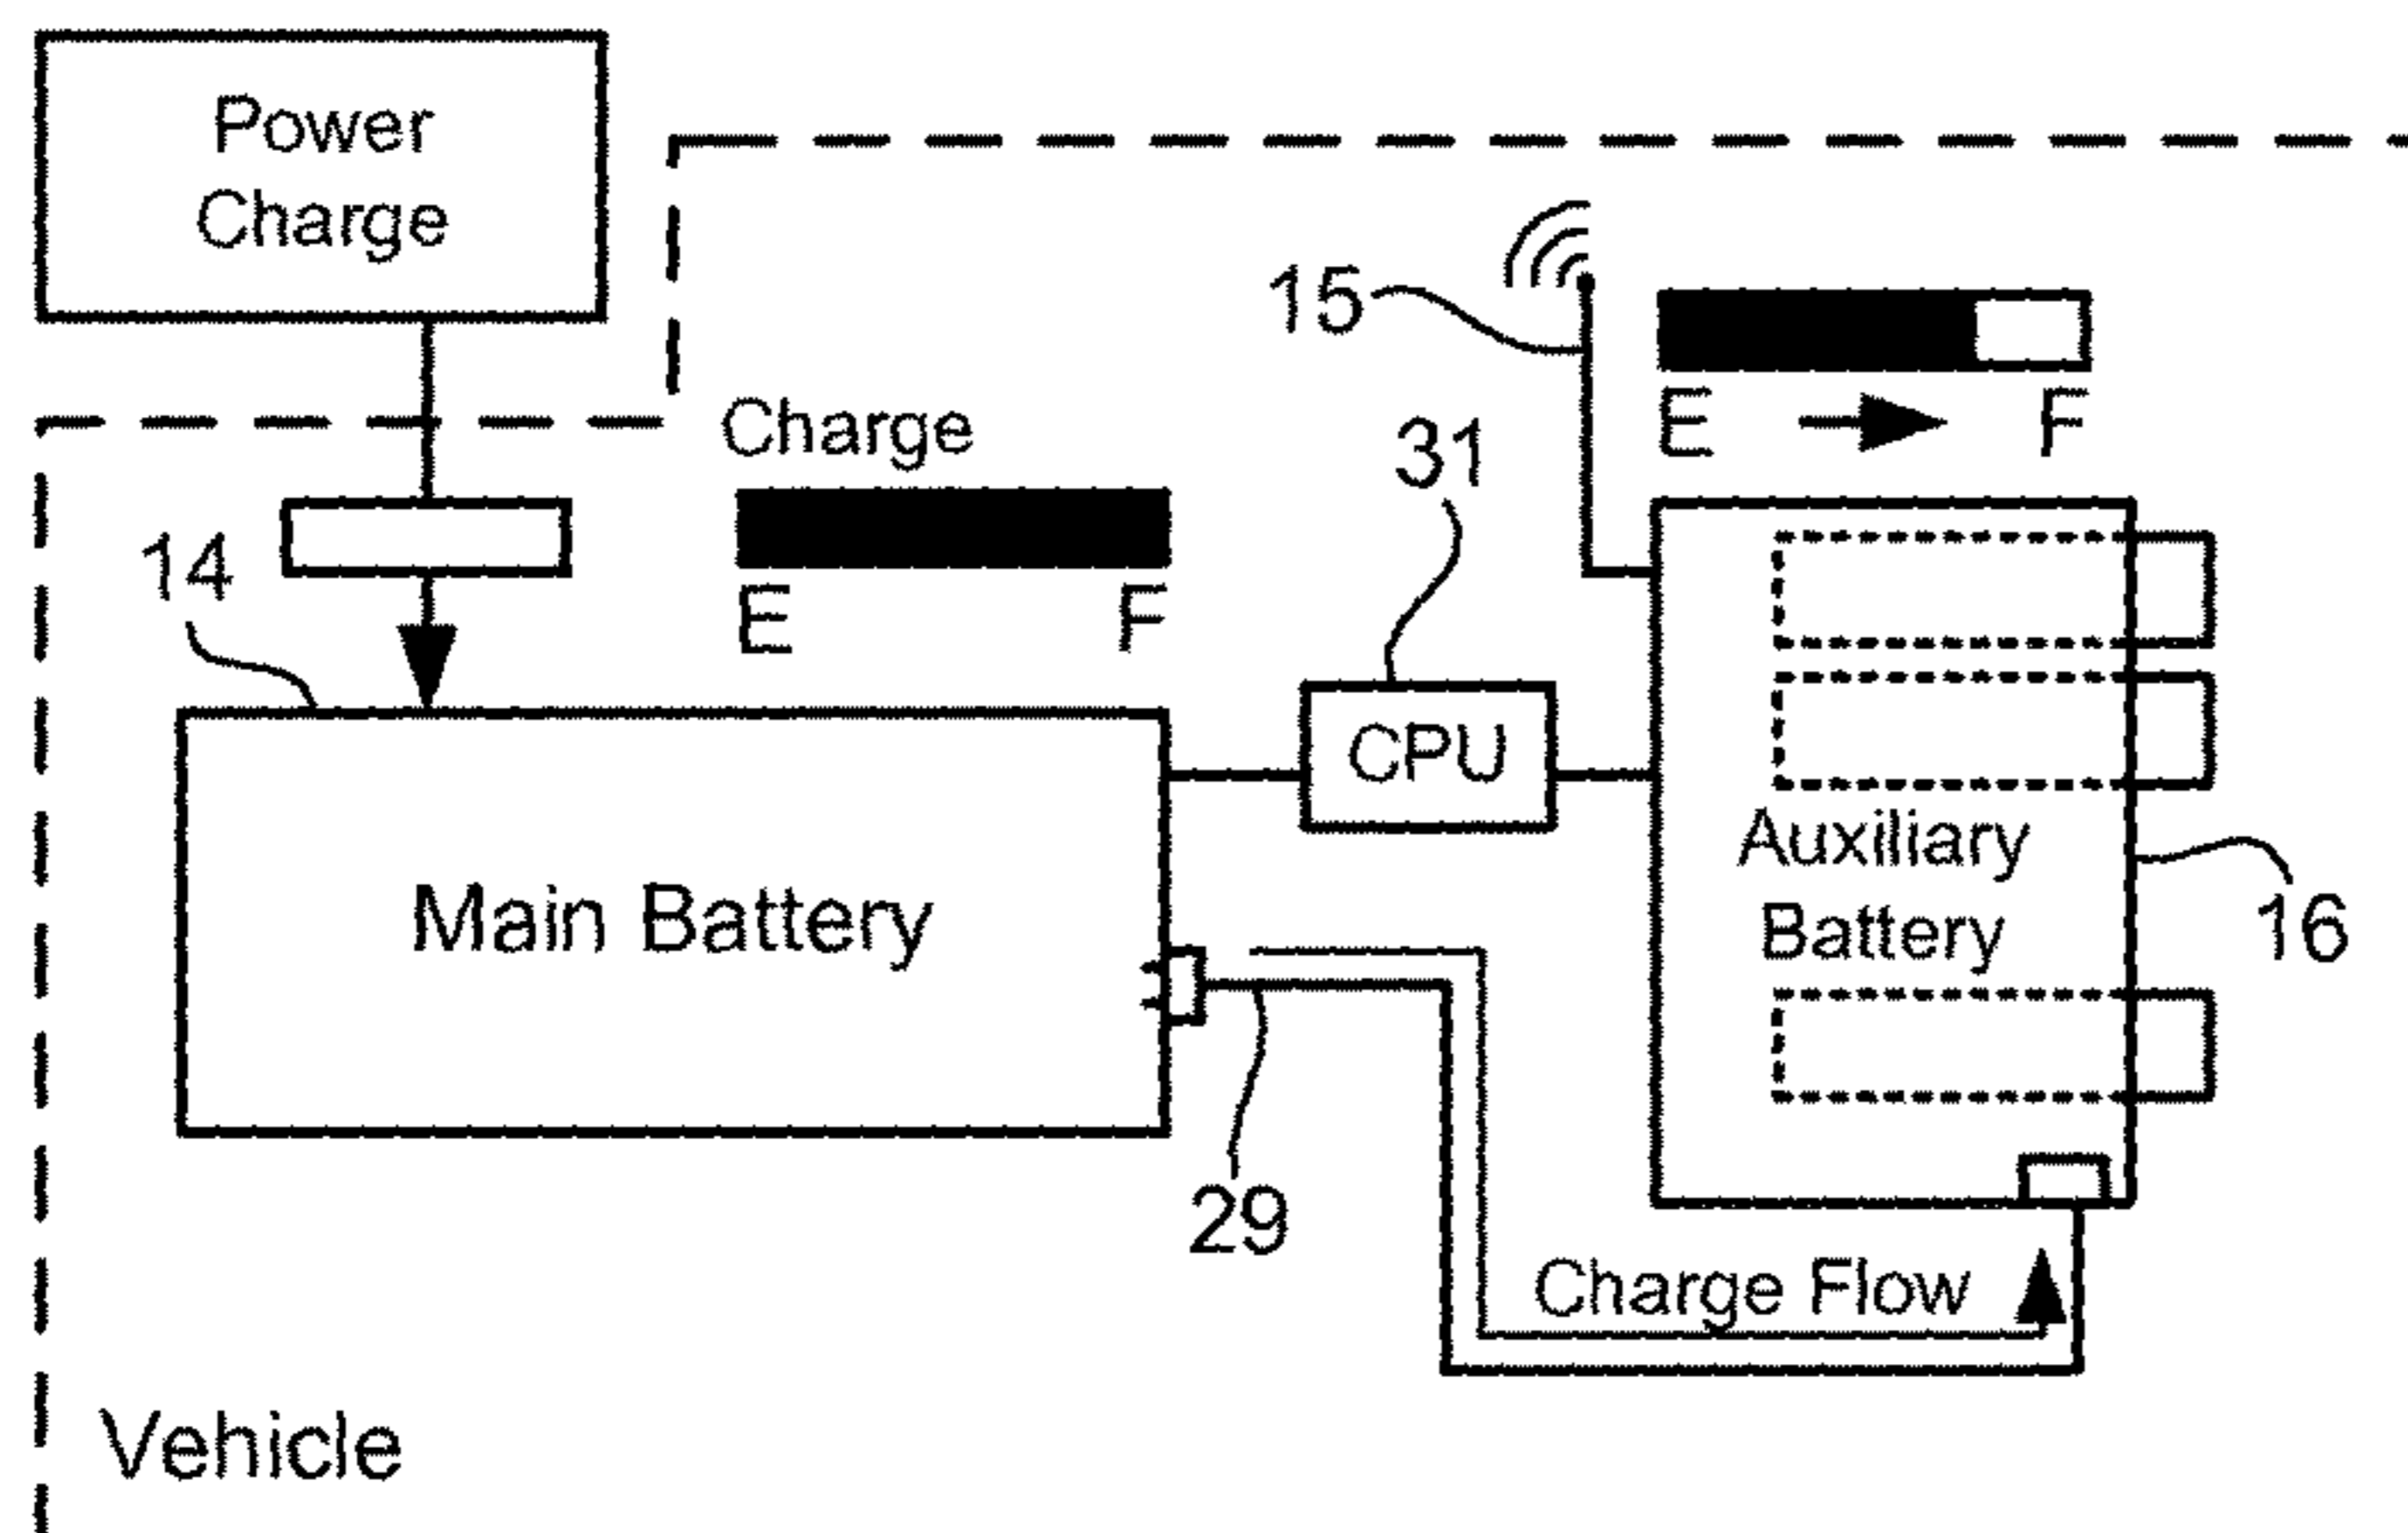 Power
Charge
15
E F
Charge
31
14
E F
CPU
Auxiliary
Battery
Main Battery
16
29
Charge Flow
Vehicle